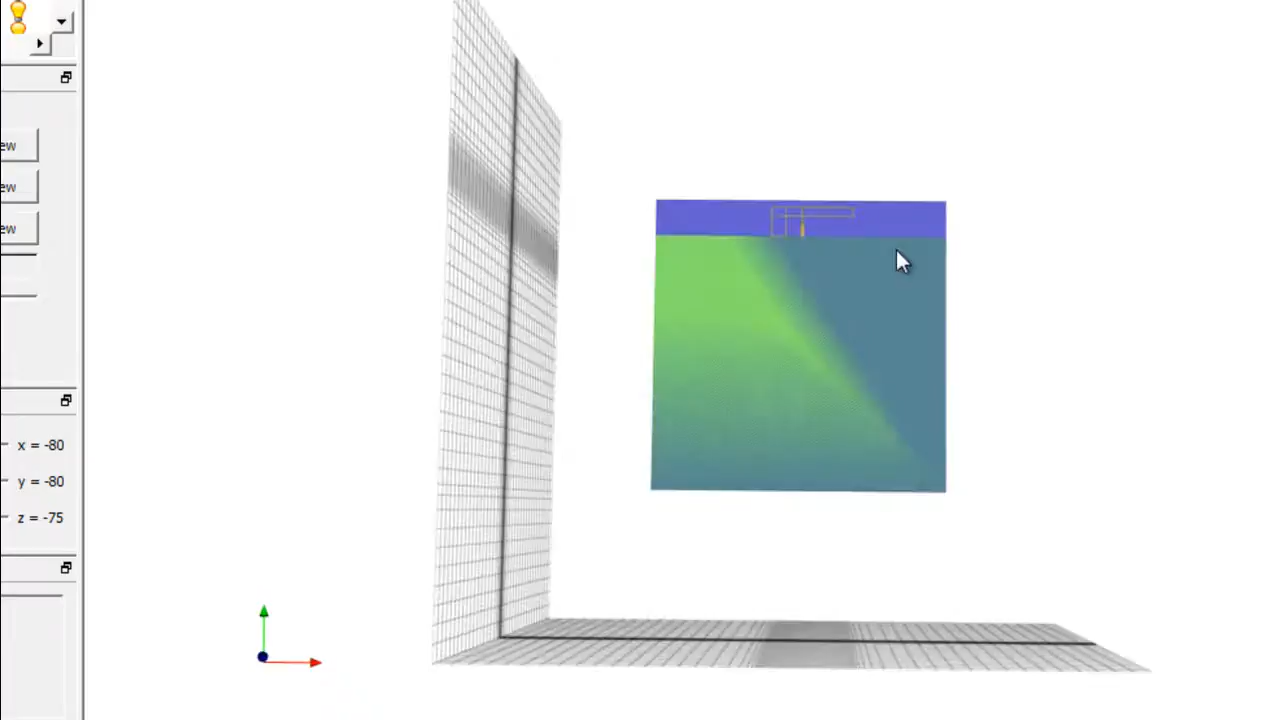 ew
ew
ew
x = -80
y = -80
z = -75